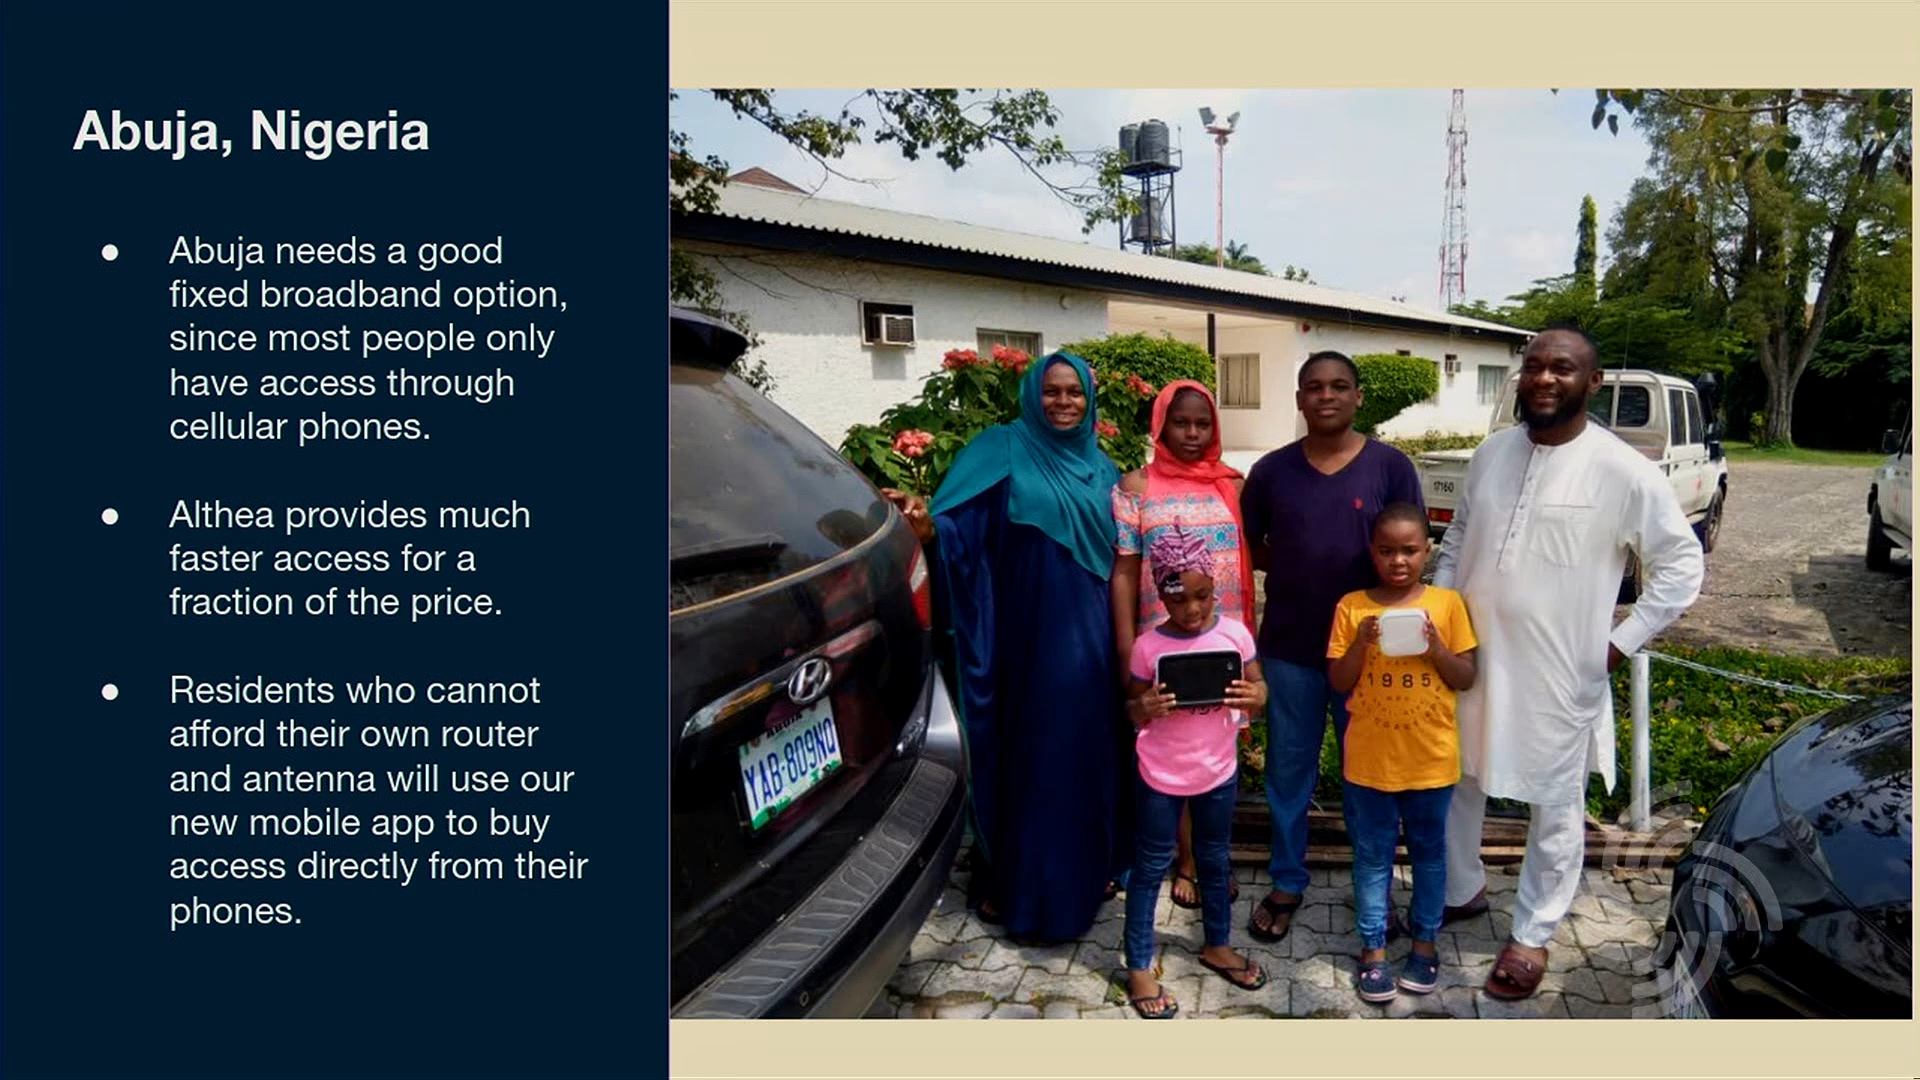 Abuja, Nigeria
● Abuja needs a good
fixed broadband option,
since most people only
have access through
cellular phones.
● Althea provides much
faster access for a
fraction of the price.
● Residents who cannot
afford their own router
and antenna will use our
new mobile app to buy
access directly from their
phones.
17160
1985
ABUJA
YAB-809NQ